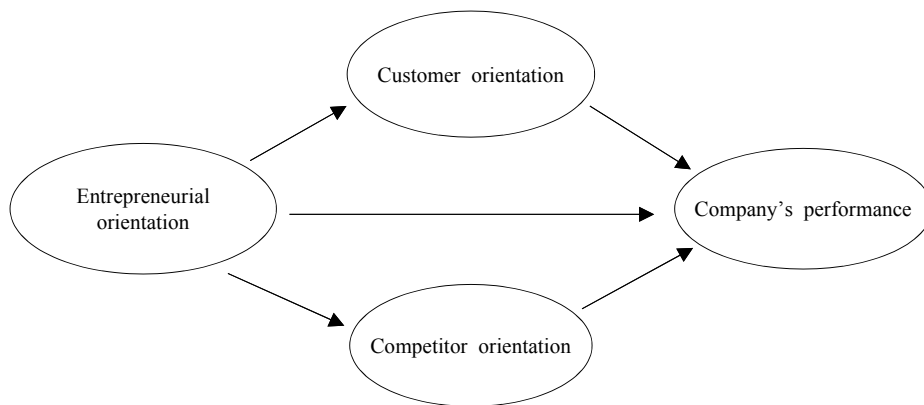 Customer orientation
Entrepreneurial
orientation
Company's performance
Competitor orientation